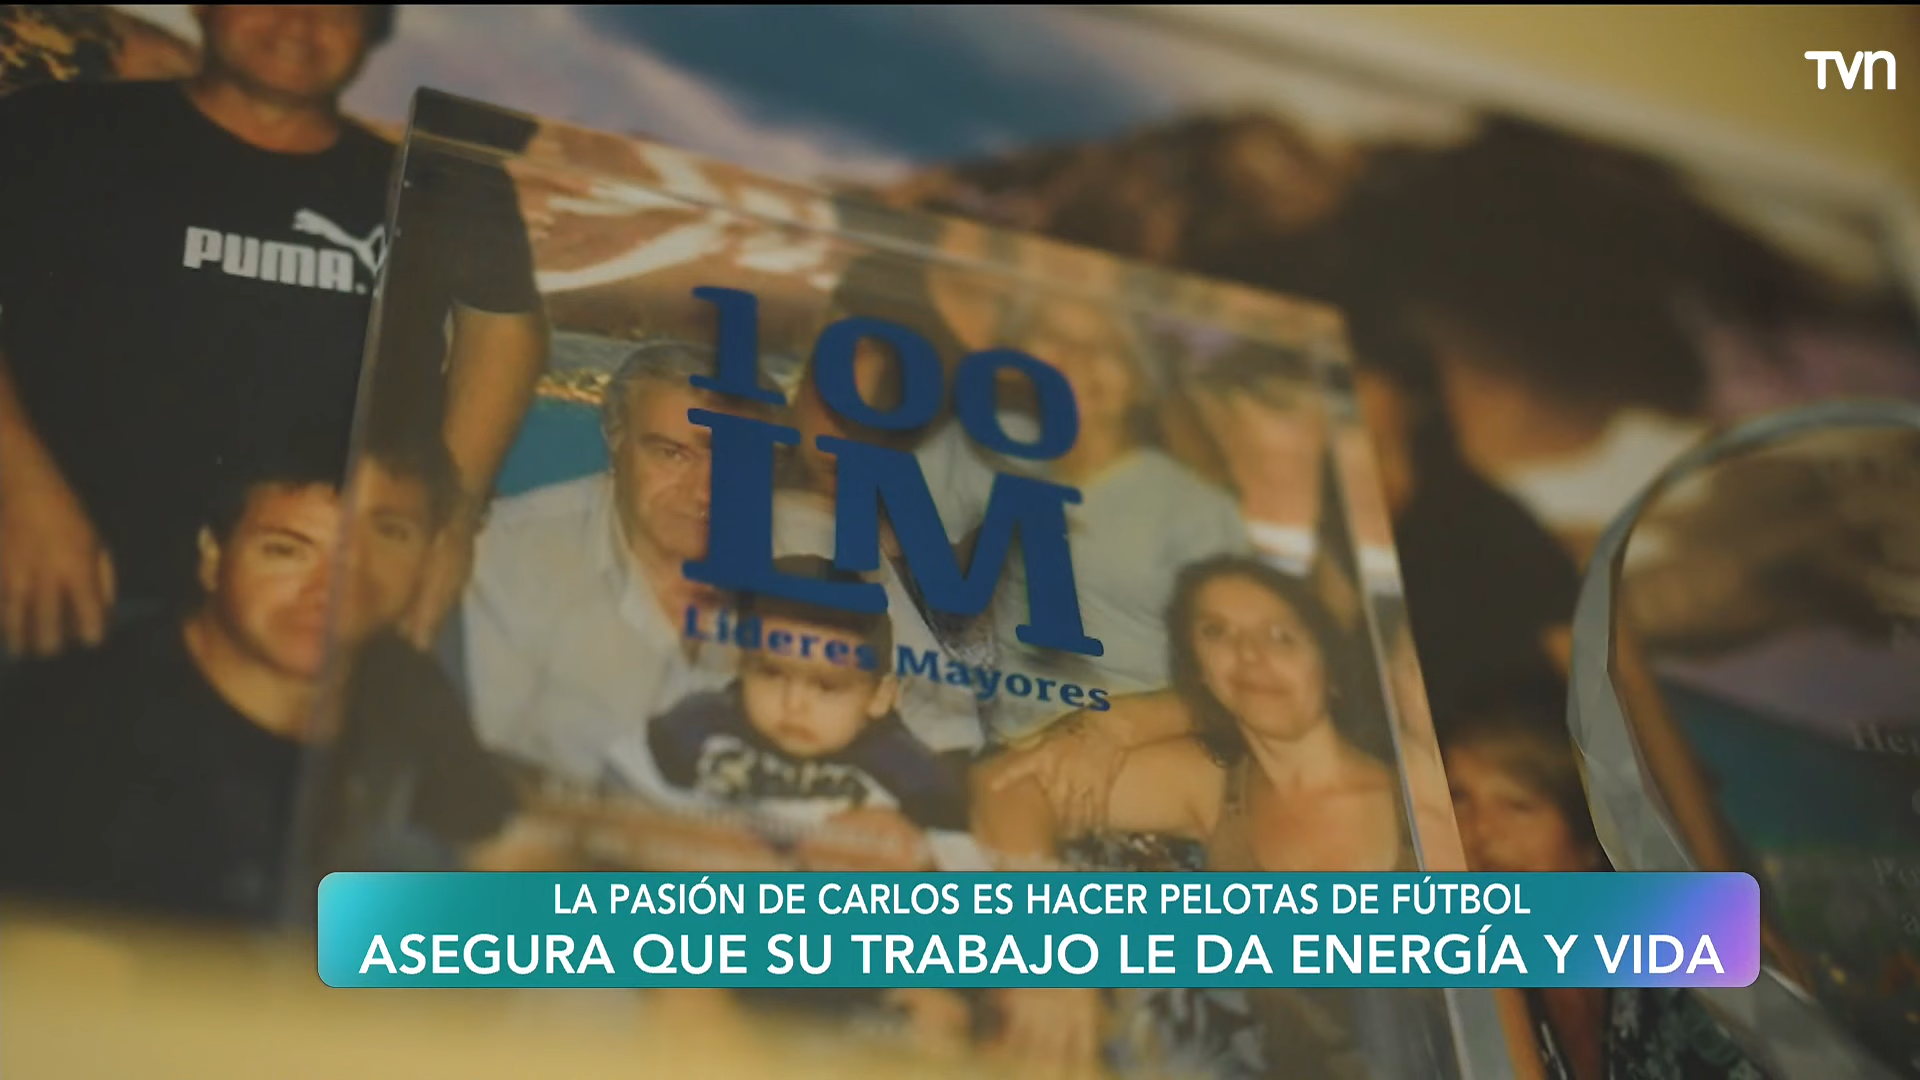 TVN
PUMA.
100
LM
Líderes Mayores
LA PASIÓN DE CARLOS ES HACER PELOTAS DE FÚTBOL
ASEGURA QUE SU TRABAJO LE DA ENERGÍA Y VIDA